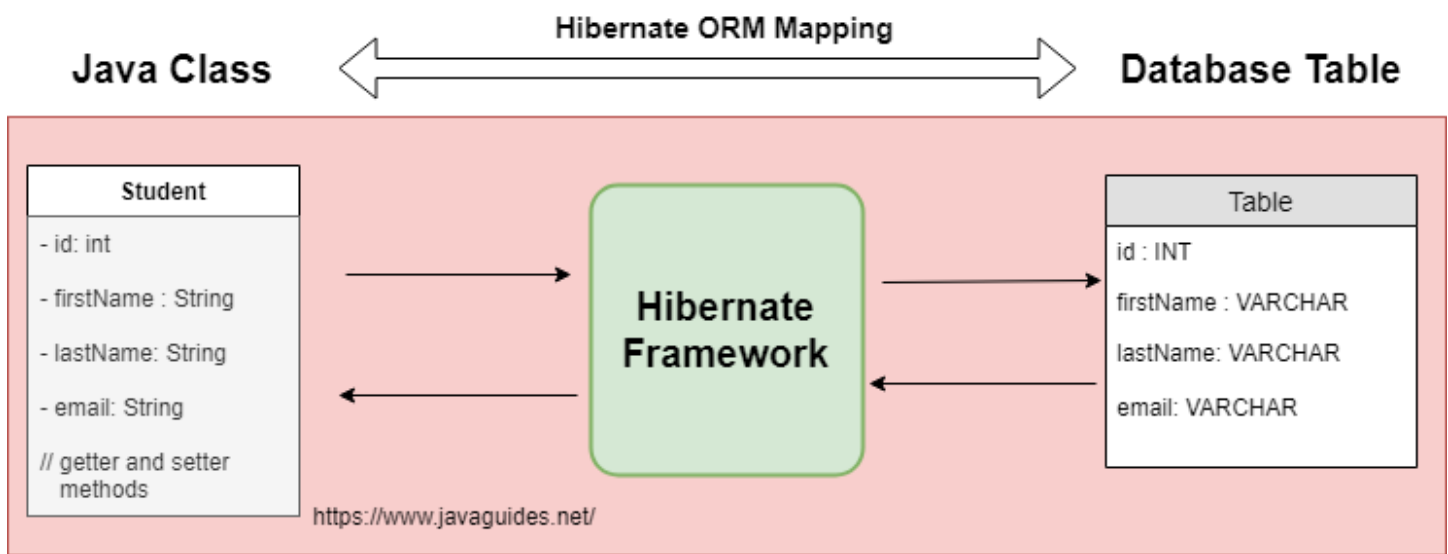 Hibernate ORM Mapping
Java Class
Database Table
Student
- id: int
- firstName : String
- lastName: String
- email: String
// getter and setter
methods
Hibernate
Framework
Table
id : INT
firstName : VARCHAR
lastName: VARCHAR
email: VARCHAR
https://www.javaguides.net/